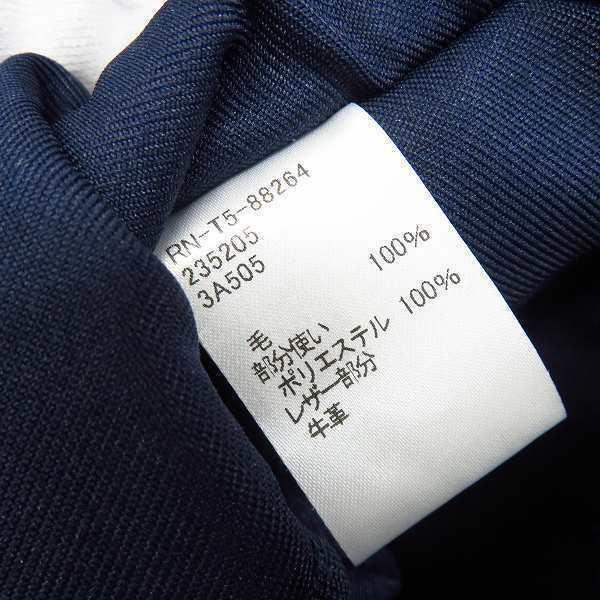 RN-T5-88264
235205
3A505
毛 100%
部分使い
ポリエステル 100%
レザー部分
牛革